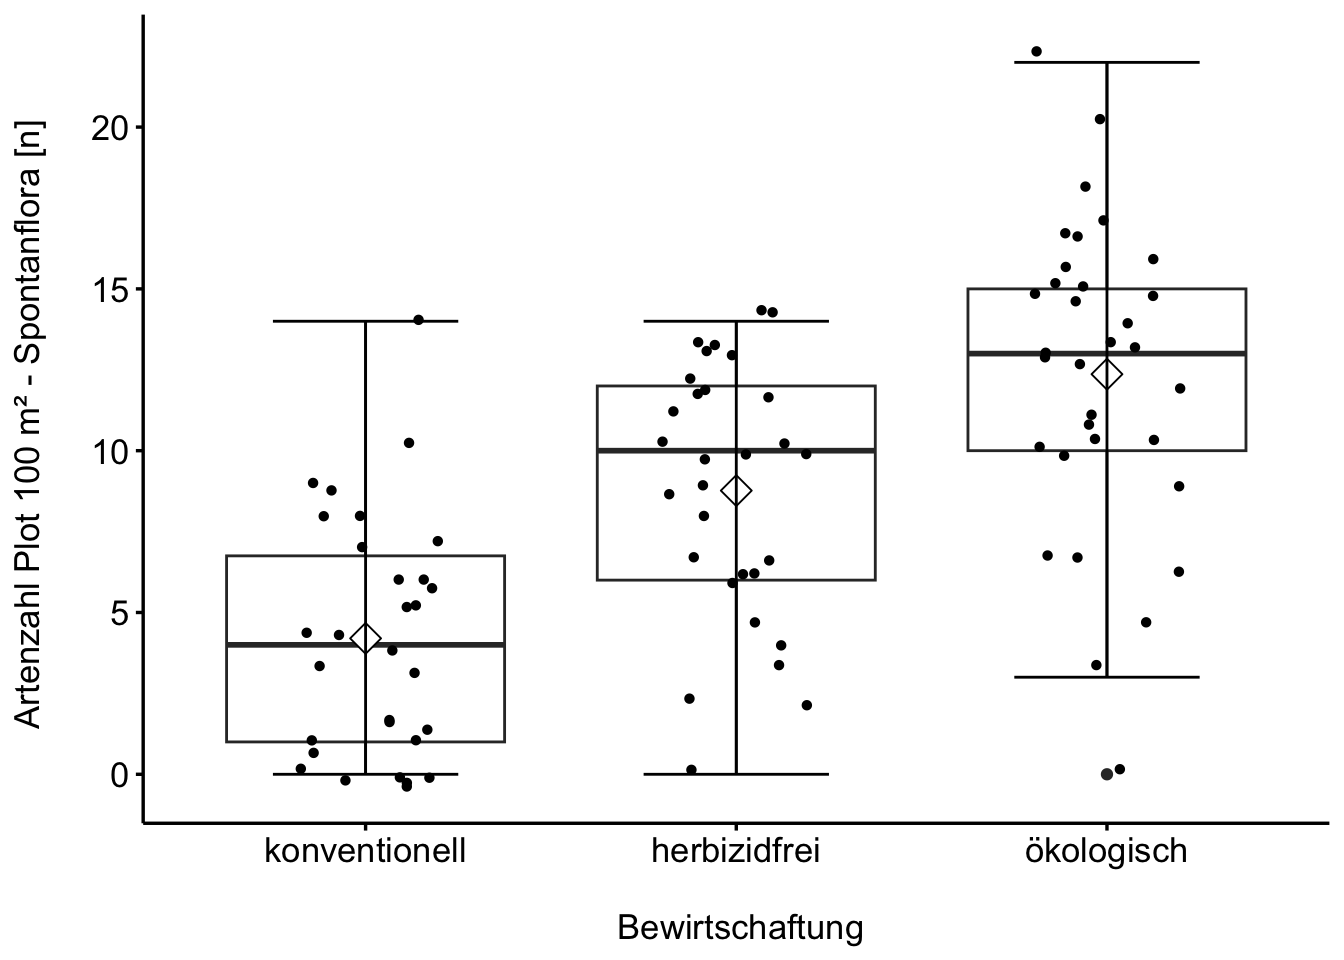 Artenzahl Plot 100 m² - Spontanflora [n]
20
15
10
5
0
konventionell herbizidfrei ökologisch
Bewirtschaftung